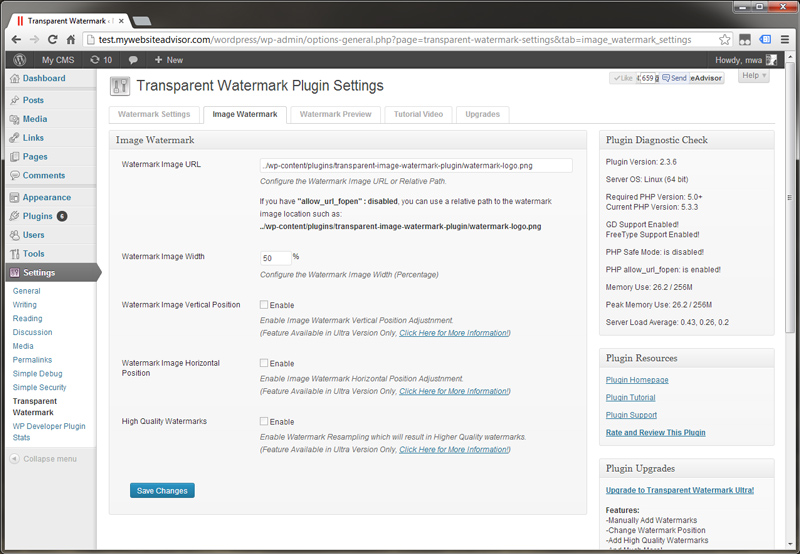 Transparent Watermark ‹
test.mywebsiteadvisor.com/wordpress/wp-admin/options-general.php?page=transparent-watermark-settings&tab=image_watermark_settings
My CMS 10 + New Howdy, mwa
Dashboard
Posts
Media
Links
Pages
Comments
Appearance
Plugins 6
Users
Tools
Settings
General
Writing
Reading
Discussion
Media
Permalinks
Simple Debug
Simple Security
Transparent
Watermark
WP Developer Plugin
Stats
Collapse menu
Transparent Watermark Plugin Settings
Like 659 Send eAdvisor
Help
Watermark Settings Image Watermark Watermark Preview Tutorial Video Upgrades
Image Watermark
Watermark Image URL
../wp-content/plugins/transparent-image-watermark-plugin/watermark-logo.png
Configure the Watermark Image URL or Relative Path.
If you have "allow_url_fopen" : disabled, you can use a relative path to the watermark
image location such as:
../wp-content/plugins/transparent-image-watermark-plugin/watermark-logo.png
Watermark Image Width
50 %
Configure the Watermark Image Width (Percentage)
Watermark Image Vertical Position
Enable
Enable Image Watermark Vertical Position Adjustment.
(Feature Available in Ultra Version Only, Click Here for More Information!)
Watermark Image Horizontal
Position
Enable
Enable Image Watermark Horizontal Position Adjustment.
(Feature Available in Ultra Version Only, Click Here for More Information!)
High Quality Watermarks
Enable
Enable Watermark Resampling which will result in Higher Quality watermarks.
(Feature Available in Ultra Version Only, Click Here for More Information!)
Save Changes
Plugin Diagnostic Check
Plugin Version: 2.3.6
Server OS: Linux (64 bit)
Required PHP Version: 5.0+
Current PHP Version: 5.3.3
GD Support Enabled!
FreeType Support Enabled!
PHP Safe Mode: is disabled!
PHP allow_url_fopen: is enabled!
Memory Use: 26.2 / 256M
Peak Memory Use: 26.2 / 256M
Server Load Average: 0.43, 0.26, 0.2
Plugin Resources
Plugin Homepage
Plugin Tutorial
Plugin Support
Rate and Review This Plugin
Plugin Upgrades
Upgrade to Transparent Watermark Ultra!
Features:
-Manually Add Watermarks
-Change Watermark Position
-Add High Quality Watermarks
-And Much More!